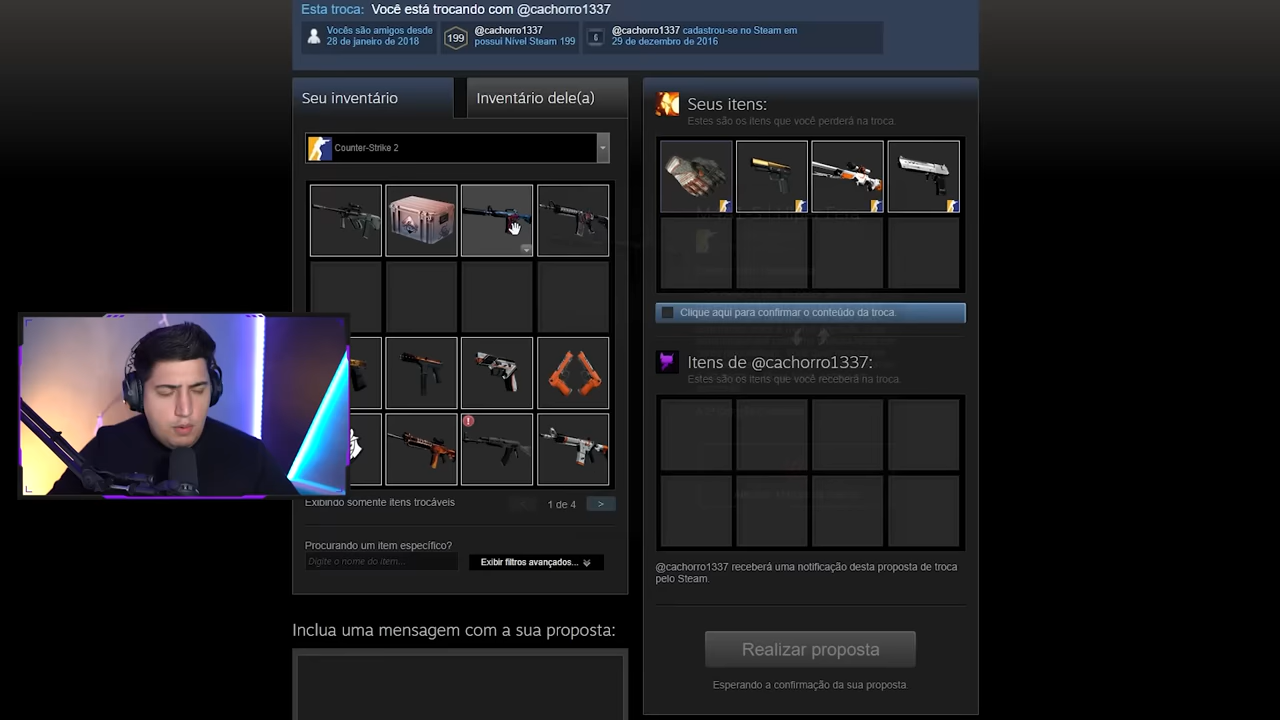 Esta troca: Você está trocando com @cachorro1337
Vocês são amigos desde
28 de janeiro de 2018
199
@cachorro1337
possui Nível Steam 199
6
@cachorro1337 cadastrou-se no Steam em
29 de dezembro de 2016
Seu inventário
Inventário dele(a)
Counter-Strike 2
Exibindo somente itens trocáveis
1 de 4
>
Procurando um item específico?
Digite o nome do item...
Exibir filtros avançados...
Inclua uma mensagem com a sua proposta:
Seus itens:
Estes são os itens que você perderá na troca.
Clique aqui para confirmar o conteúdo da troca.
Itens de @cachorro1337:
Estes são os itens que você receberá na troca.
@cachorro1337 receberá uma notificação desta proposta de troca
pelo Steam.
Realizar proposta
Esperando a confirmação da sua proposta